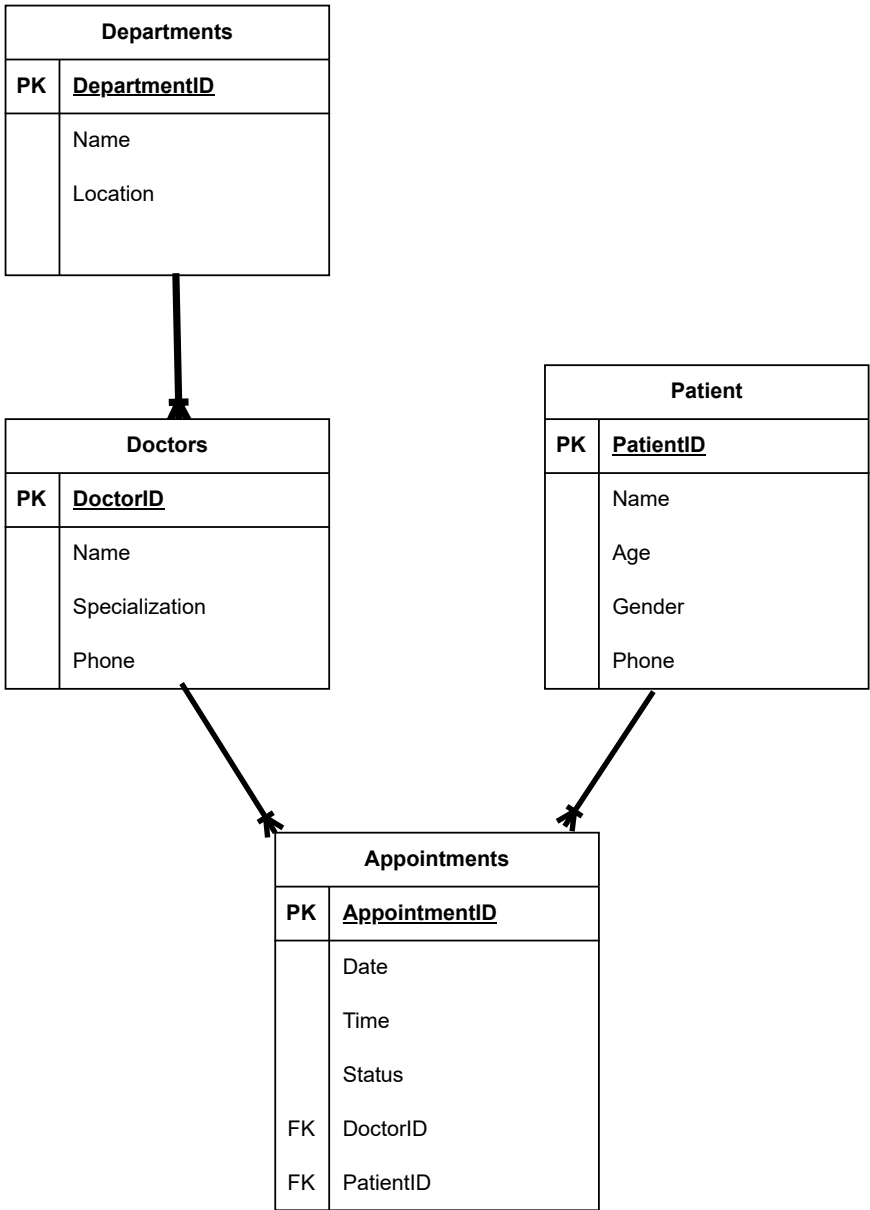 Departments
PK DepartmentID
Name
Location
Doctors
PK DoctorID
Name
Specialization
Phone
Patient
PK PatientID
Name
Age
Gender
Phone
Appointments
PK AppointmentID
Date
Time
Status
FK DoctorID
FK PatientID